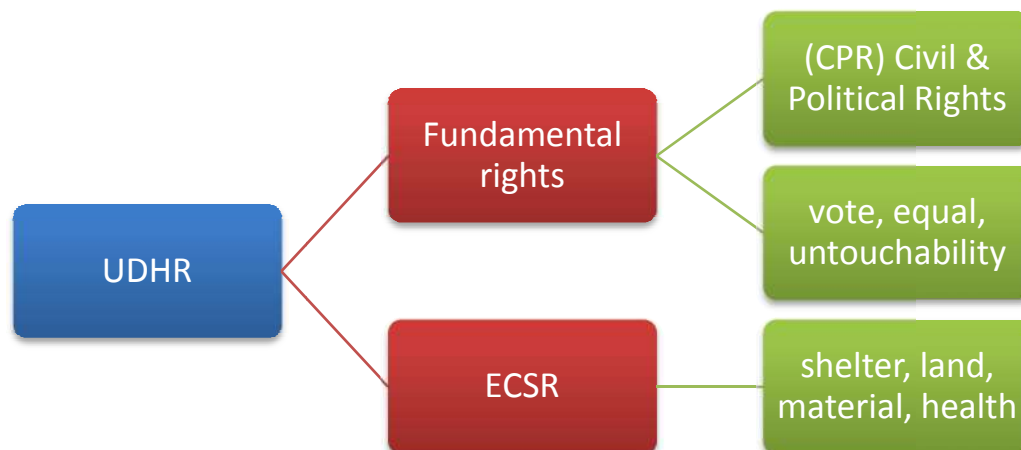 UDHR
Fundamental
rights
(CPR) Civil &
Political Rights
vote, equal,
untouchability
ECSR
shelter, land,
material, health